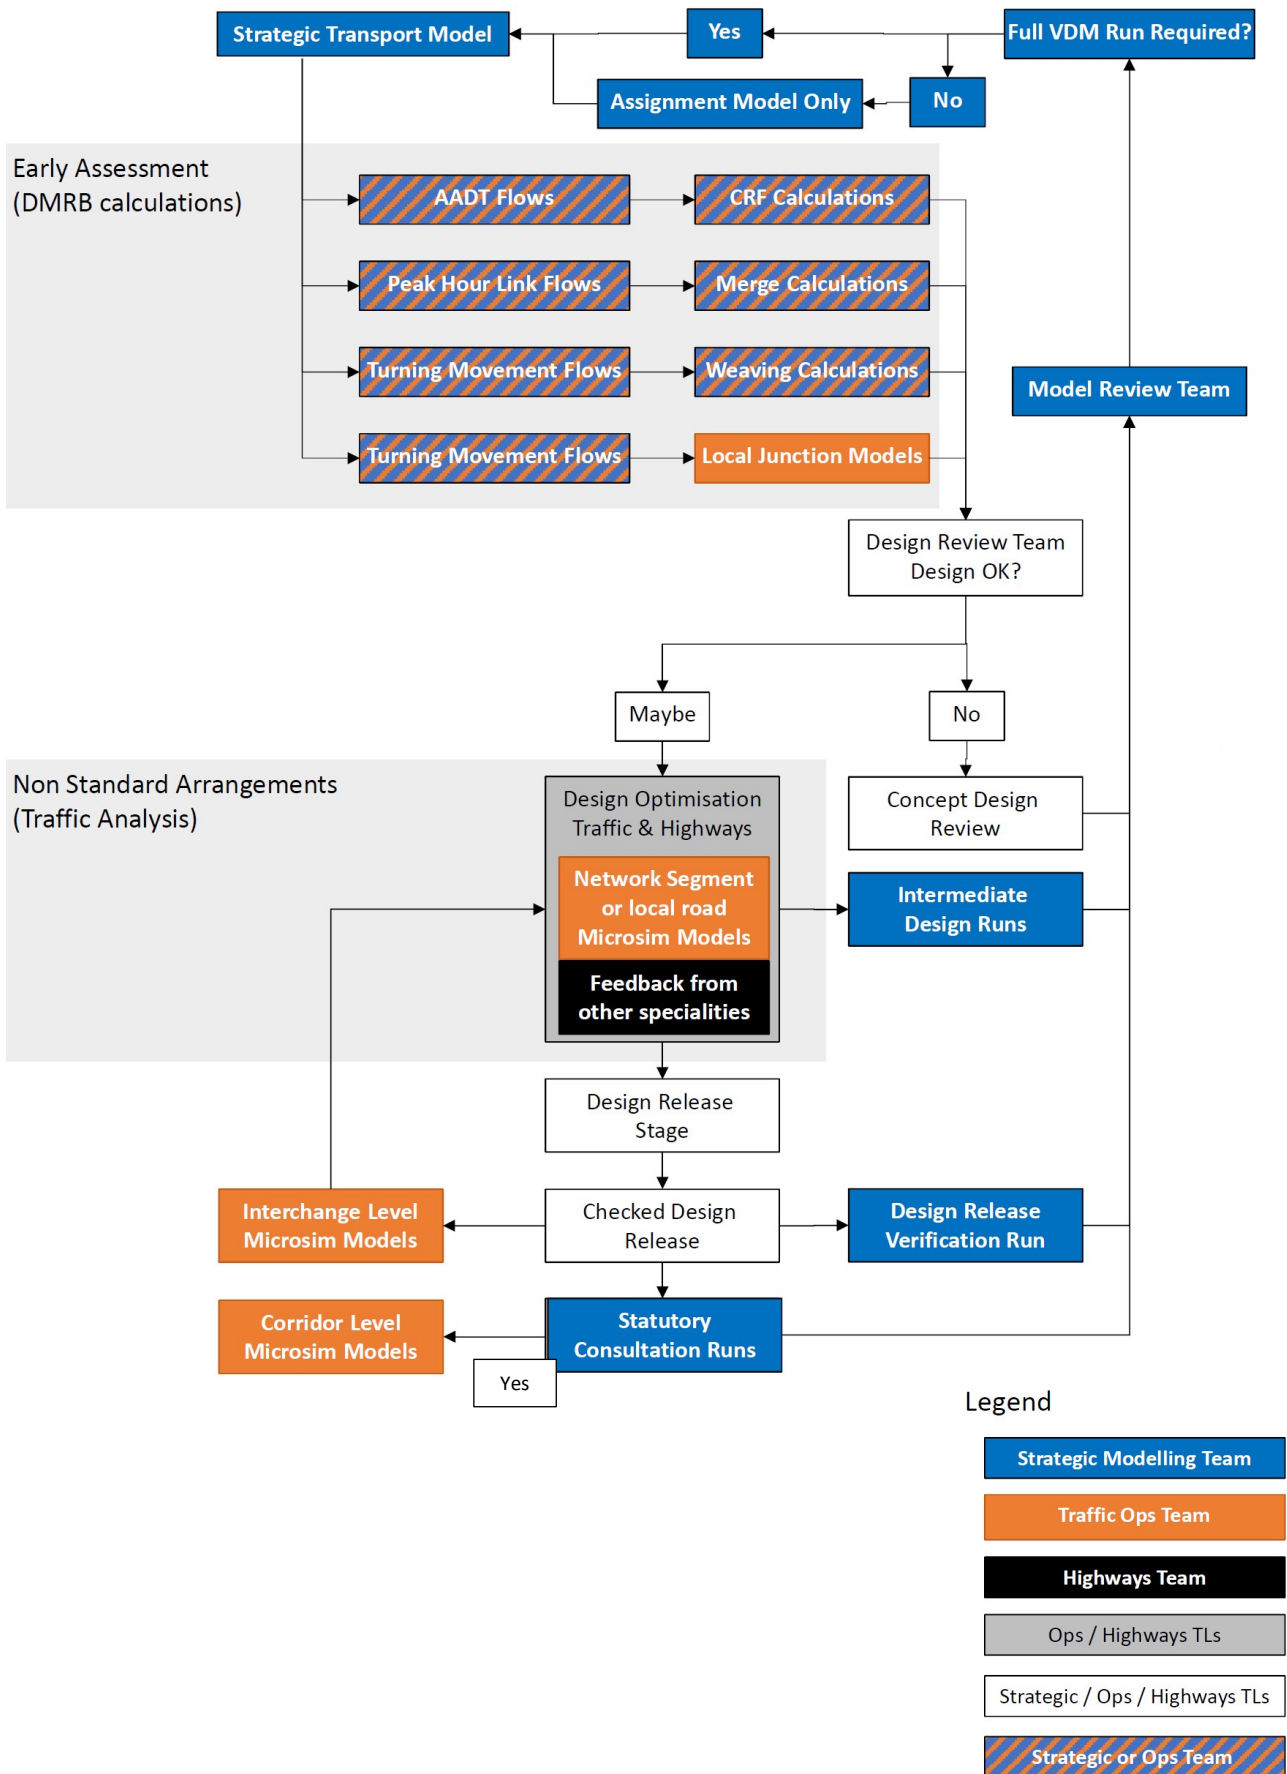 Strategic Transport Model
Yes
Full VDM Run Required?
Assignment Model Only
No
Early Assessment
(DMRB calculations)
AADT Flows
CRF Calculations
Peak Hour Link Flows
Merge Calculations
Turning Movement Flows
Weaving Calculations
Model Review Team
Turning Movement Flows
Local Junction Models
Design Review Team
Design OK?
Maybe
No
Non Standard Arrangements
(Traffic Analysis)
Design Optimisation
Traffic & Highways
Concept Design
Review
Network Segment
or local road
Microsim Models
Intermediate
Design Runs
Feedback from
other specialities
Design Release
Stage
Interchange Level
Microsim Models
Checked Design
Release
Design Release
Verification Run
Corridor Level
Microsim Models
Statutory
Consultation Runs
Yes
Legend
Strategic Modelling Team
Traffic Ops Team
Highways Team
Ops / Highways TLs
Strategic / Ops / Highways TLs
Strategic or Ops Team